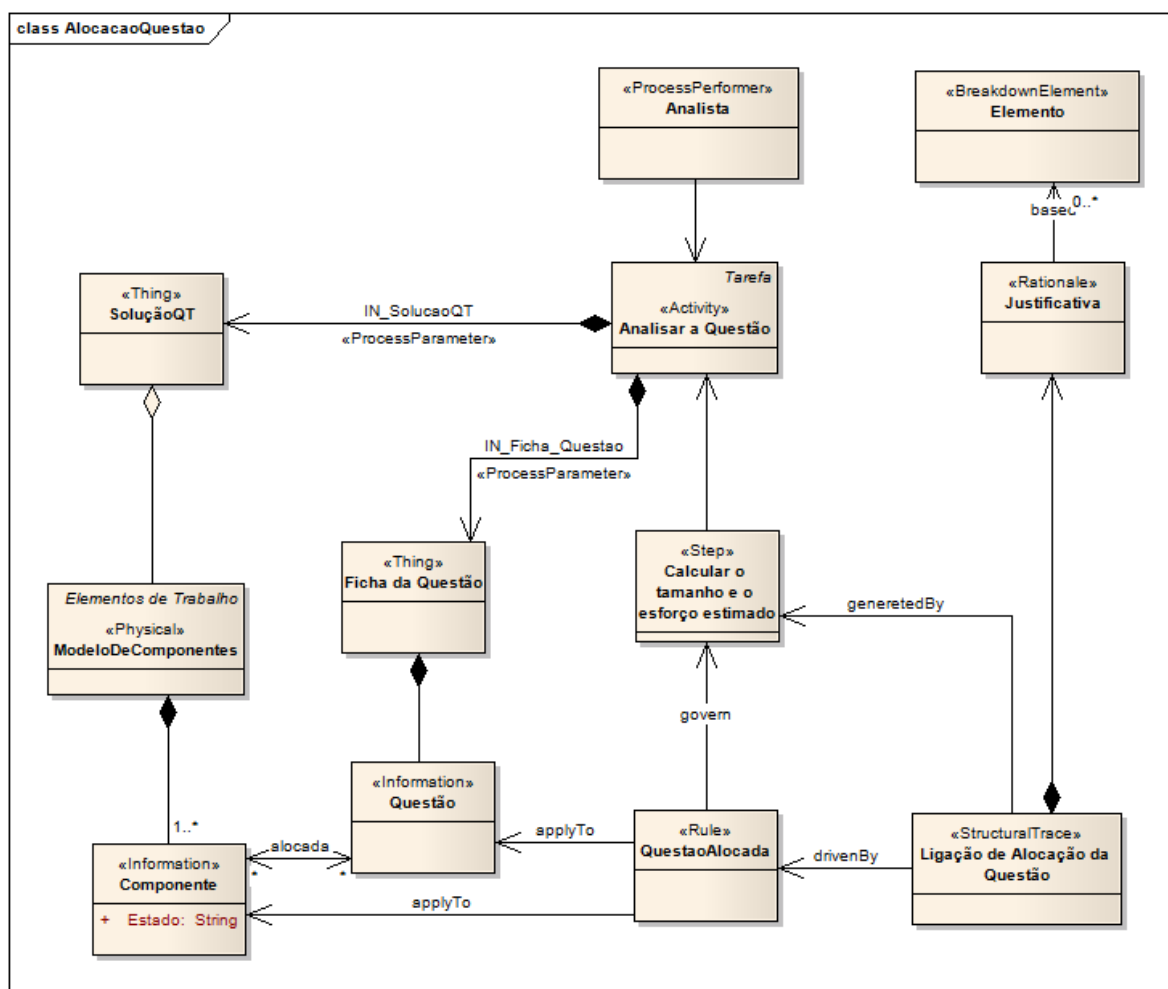 class AlocacaoQuestao
«ProcessPerformer»
Analista
«BreakdownElement»
Elemento
based
0..*
«Thing»
SoluçãoQT
IN_SolucaoQT
«ProcessParameter»
Tarefa
«Activity»
Analisar a Questão
«Rationale»
Justificativa
IN_Ficha_Questao
«ProcessParameter»
«Thing»
Ficha da Questão
«Step»
Calcular o
tamanho e o
esforço estimado
generetedBy
Elementos de Trabalho
«Physical»
ModeloDeComponentes
govern
«Information»
Questão
1..*
alocada
*
*
applyTo
«Rule»
QuestaoAlocada
drivenBy
«StructuralTrace»
Ligação de Alocação da
Questão
«Information»
Componente
+ Estado: String
applyTo